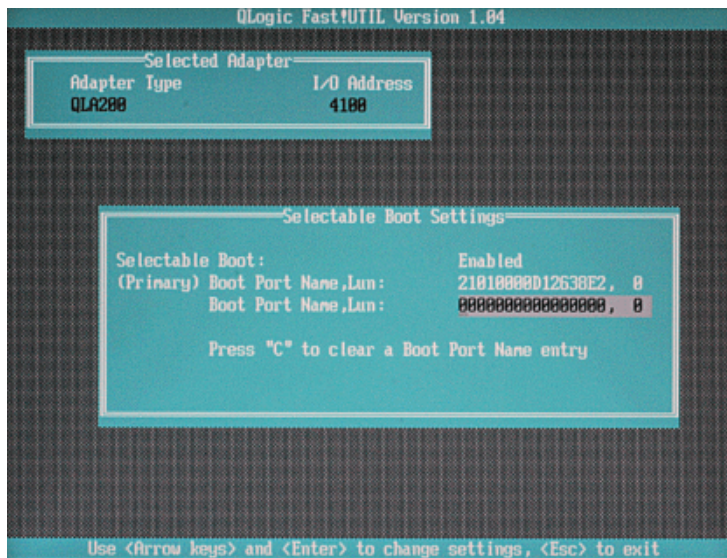 QLogic Fast!UTIL Version 1.04
Selected Adapter
Adapter Type I/O Address
QLA200 4100
Selectable Boot Settings
Selectable Boot: Enabled
(Primary) Boot Port Name,Lun: 21010000D12638E2, 0
Boot Port Name,Lun: 0000000000000000, 0
Press "C" to clear a Boot Port Name entry
Use <Arrow keys> and <Enter> to change settings, <Esc> to exit